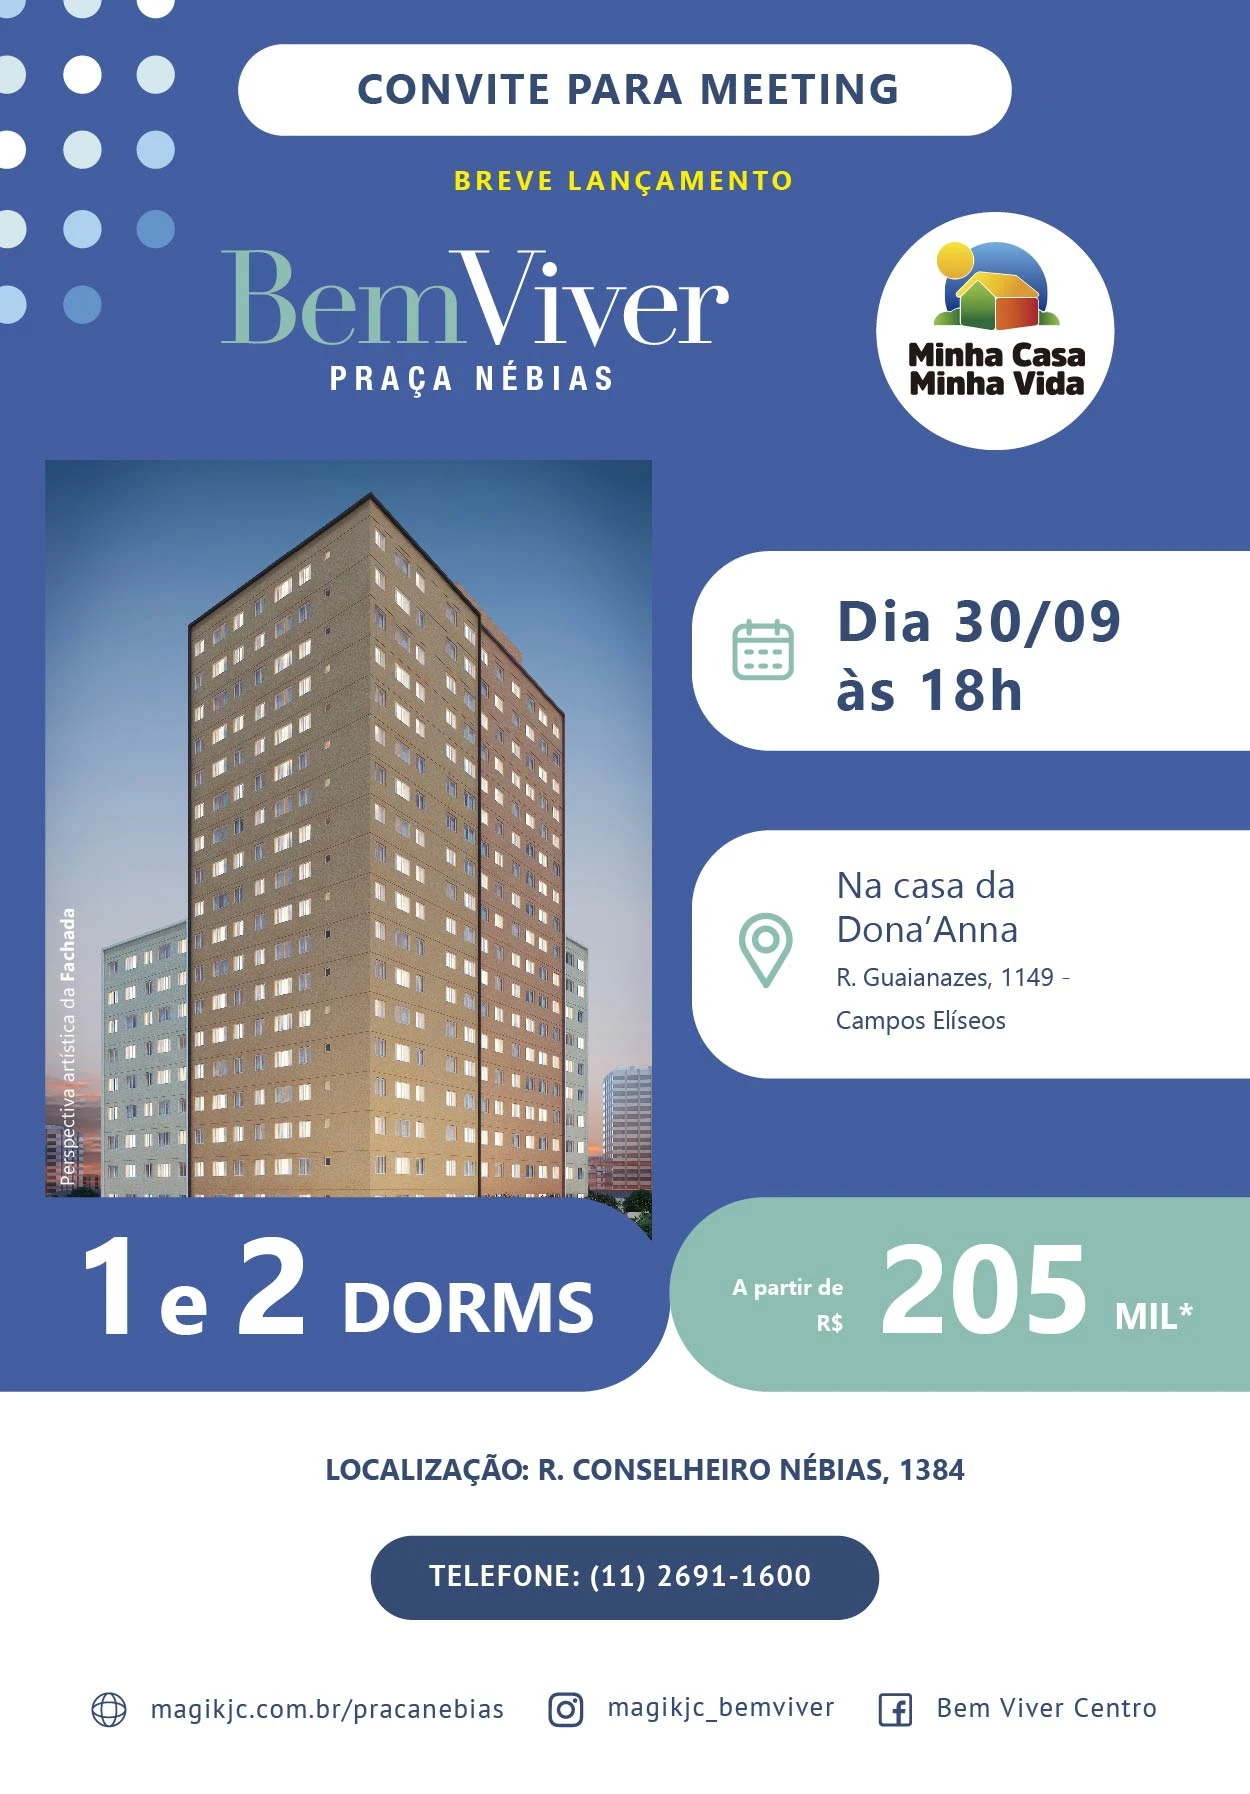 CONVITE PARA MEETING
BREVE LANÇAMENTO
BemViver
PRAÇA NÉBIAS
Minha Casa
Minha Vida
Dia 30/09
às 18h
Na casa da
Dona’Anna
R. Guaianazes, 1149 -
Campos Elíseos
Perspectiva artística da Fachada
1 e 2 DORMS
A partir de
R$ 205 MIL*
LOCALIZAÇÃO: R. CONSELHEIRO NÉBIAS, 1384
TELEFONE: (11) 2691-1600
magikjc.com.br/pracanebias
magikjc_bemviver
Bem Viver Centro